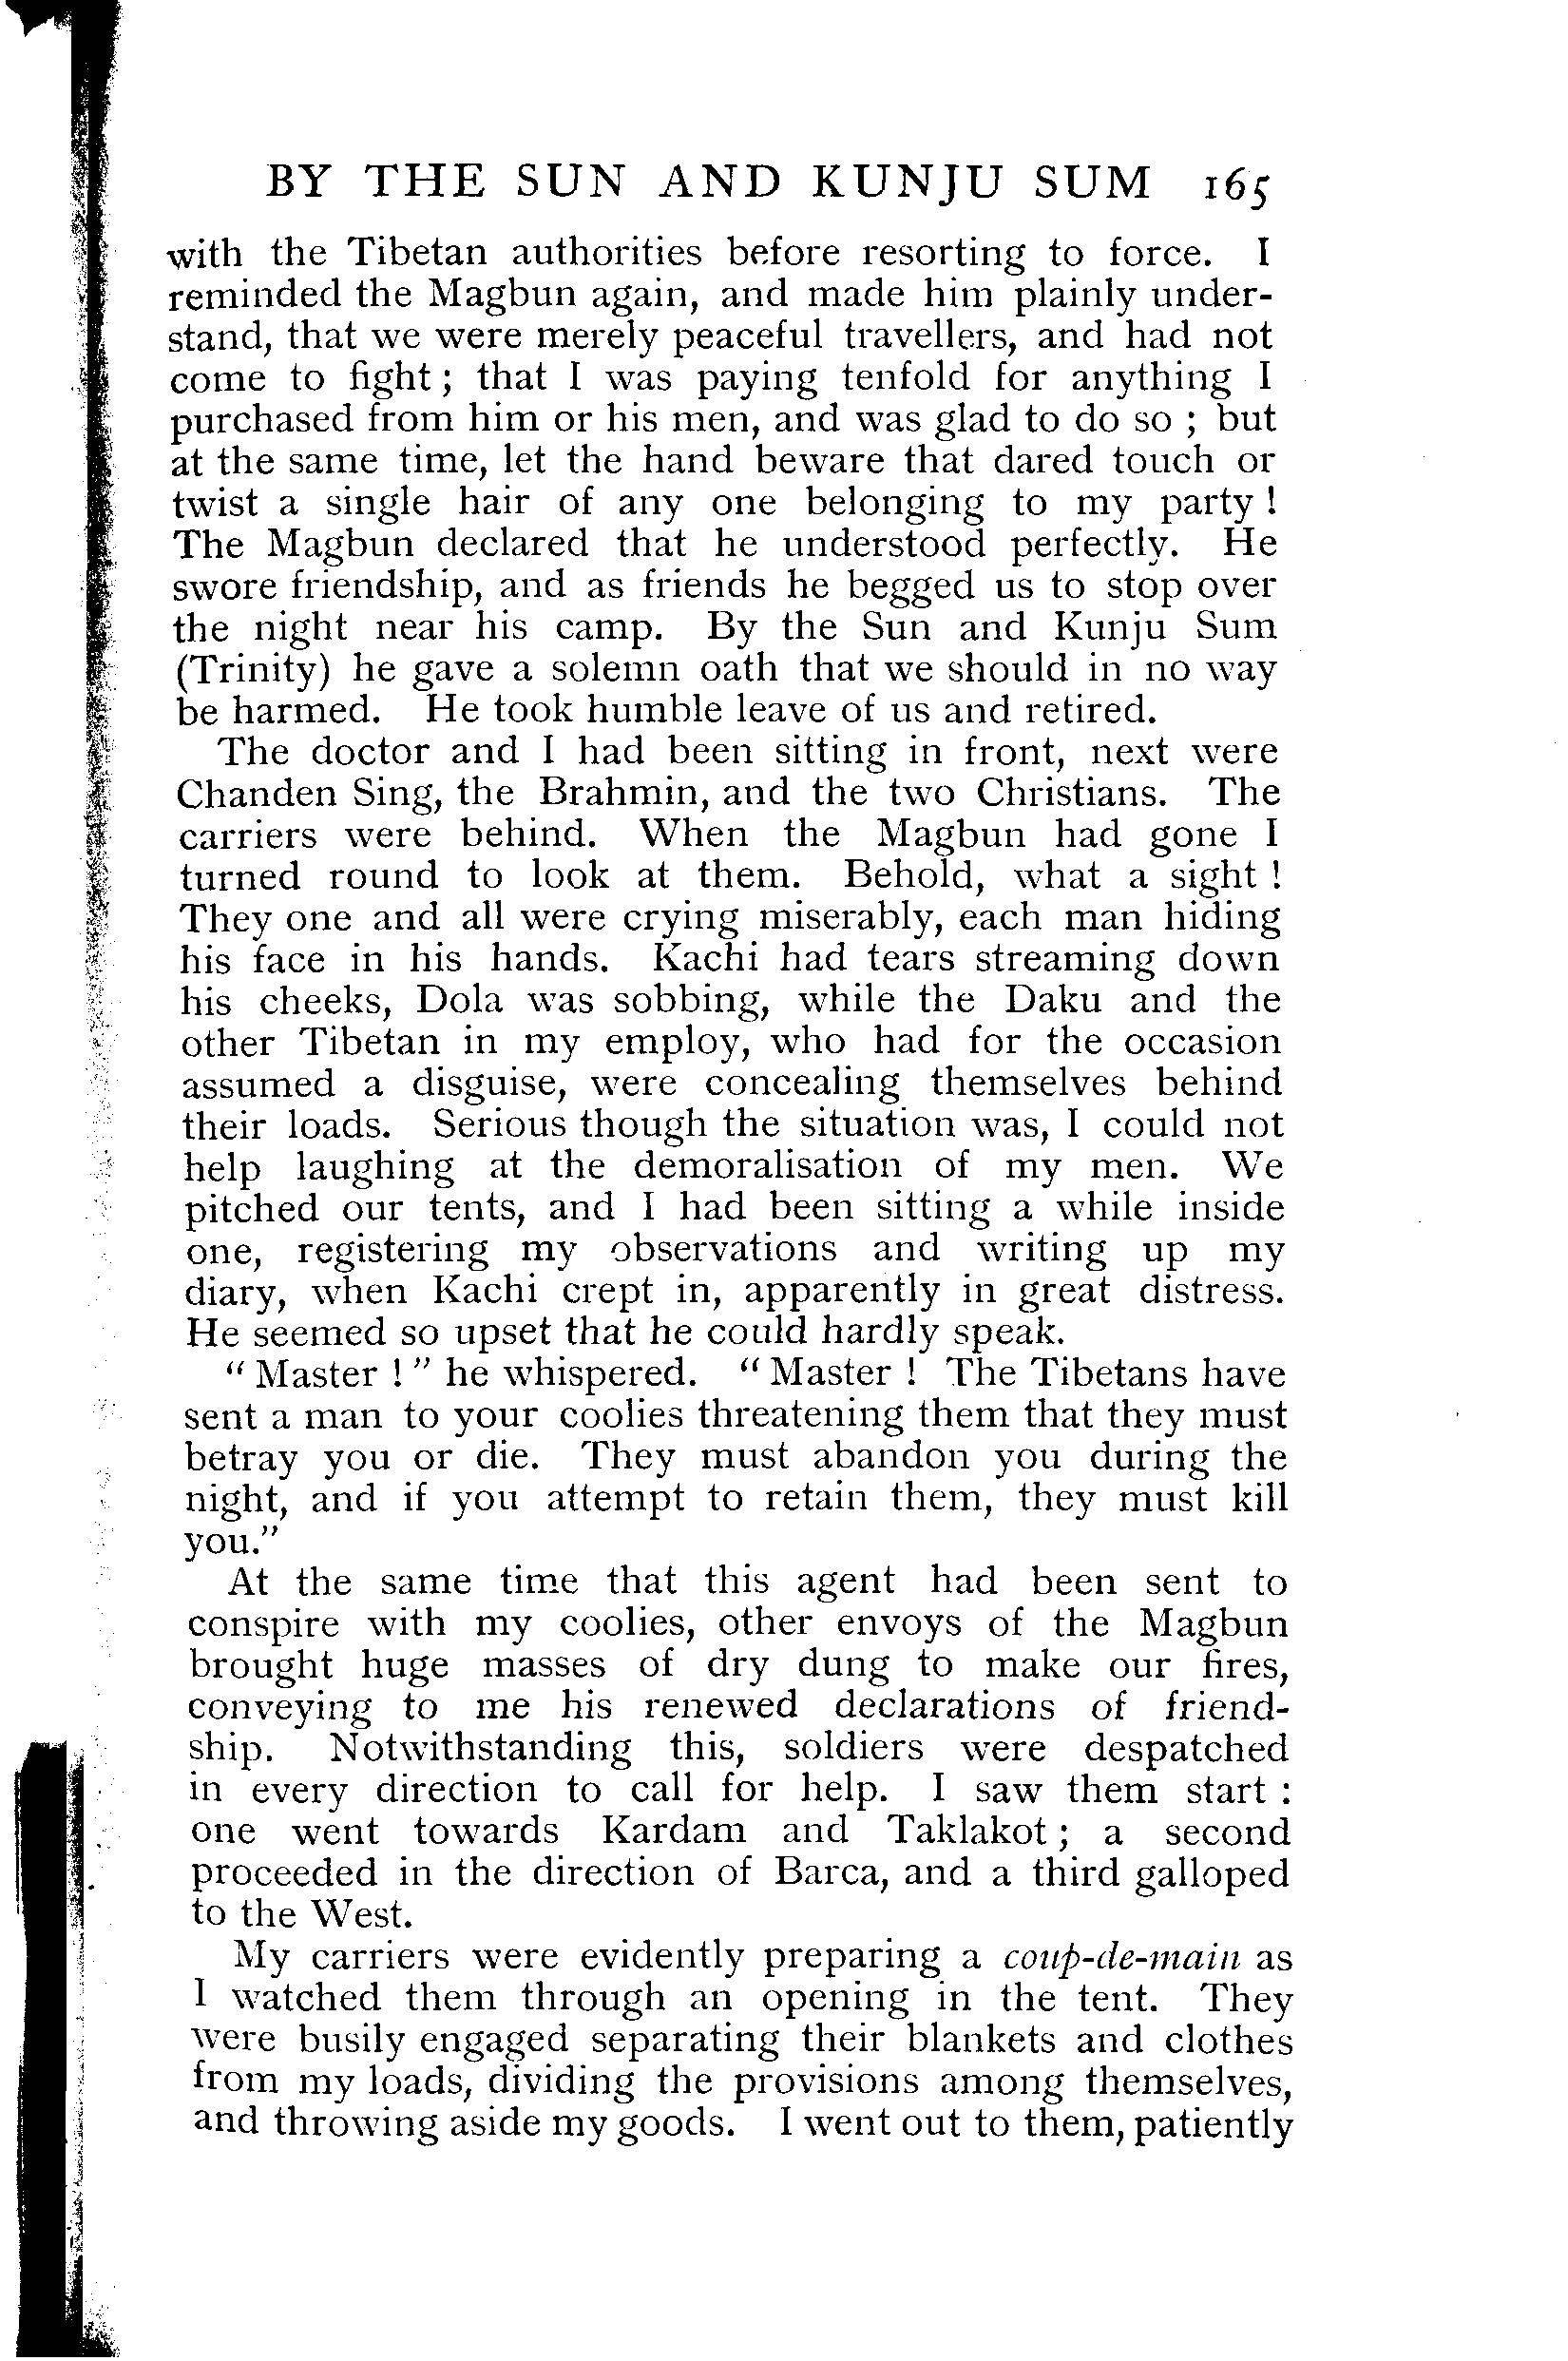 BY THE SUN AND KUNJU SUM 165
with the Tibetan authorities before resorting to force. I
reminded the Magbun again, and made him plainly under-
stand, that we were merely peaceful travellers, and had not
come to fight ; that I was paying tenfold for anything I
purchased from him or his men, and was glad to do so ; but
at the same time, let the hand beware that dared touch or
twist a single hair of any one belonging to my party !
The Magbun declared that he understood perfectly. He
swore friendship, and as friends he begged us to stop over
the night near his camp. By the Sun and Kunju Sum
(Trinity) he gave a solemn oath that we should in no way
be harmed. He took humble leave of us and retired.
The doctor and I had been sitting in front, next were
Chanden Sing, the Brahmin, and the two Christians. The
carriers were behind. When the Magbun had gone I
turned round to look at them. Behold, what a sight !
They one and all were crying miserably, each man hiding
his face in his hands. Kachi had tears streaming down
his cheeks, Dola was sobbing, while the Daku and the
other Tibetan in my employ, who had for the occasion
assumed a disguise, were concealing themselves behind
their loads. Serious though the situation was, I could not
help laughing at the demoralisation of my men. We
pitched our tents, and I had been sitting a while inside
one, registering my observations and writing up my
diary, when Kachi crept in, apparently in great distress.
He seemed so upset that he could hardly speak.
“ Master ! ” he whispered. “ Master ! The Tibetans have
sent a man to your coolies threatening them that they must
betray you or die. They must abandon you during the
night, and if you attempt to retain them, they must kill
you.”
At the same time that this agent had been sent to
conspire with my coolies, other envoys of the Magbun
brought huge masses of dry dung to make our fires,
conveying to me his renewed declarations of friend-
ship. Notwithstanding this, soldiers were despatched
in every direction to call for help. I saw them start :
one went towards Kardam and Taklakot ; a second
proceeded in the direction of Barca, and a third galloped
to the West.
My carriers were evidently preparing a coup-de-main as
I watched them through an opening in the tent. They
were busily engaged separating their blankets and clothes
from my loads, dividing the provisions among themselves,
and throwing aside my goods. I went out to them, patiently